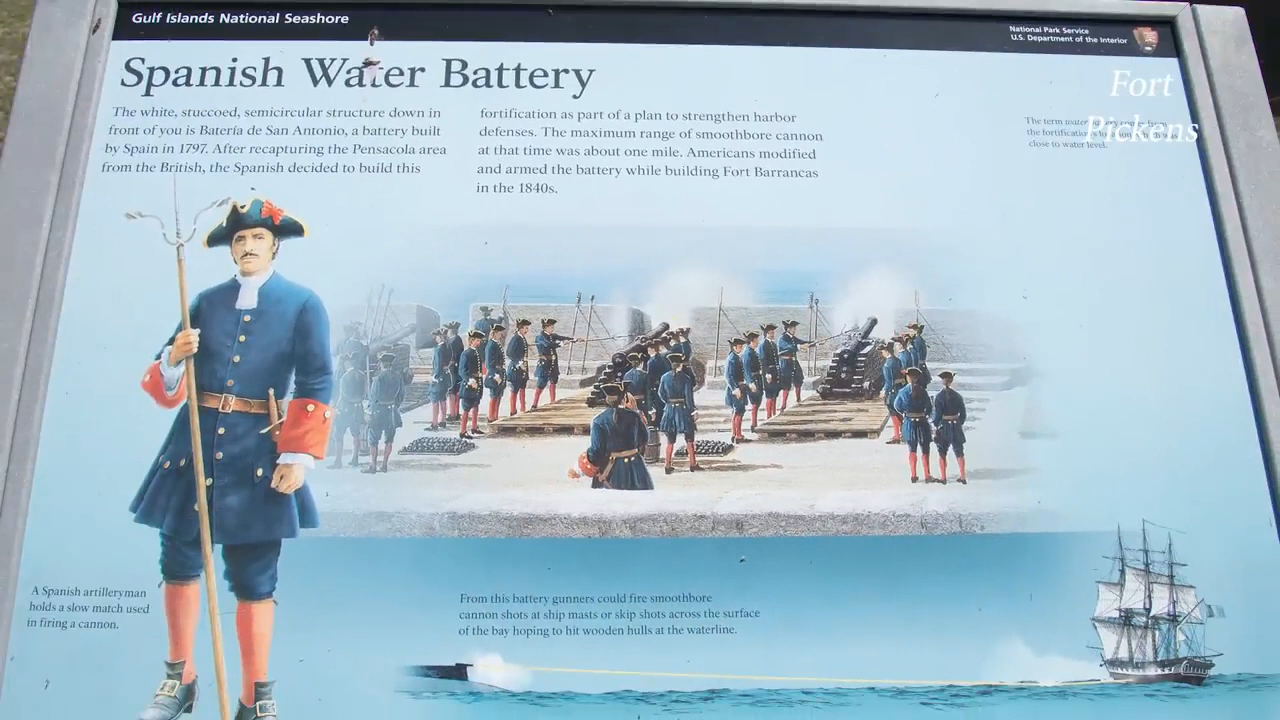 Gulf Islands National Seashore
National Park Service
U.S. Department of the Interior
Spanish Water Battery
The white, stuccoed, semicircular structure down in
front of you is Batería de San Antonio, a battery built
by Spain in 1797. After recapturing the Pensacola area
from the British, the Spanish decided to build this
fortification as part of a plan to strengthen harbor
defenses. The maximum range of smoothbore cannon
at that time was about one mile. Americans modified
and armed the battery while building Fort Barrancas
in the 1840s.
Fort
Pickens
The term water
the fortification's
close to water level.
A Spanish artilleryman
holds a slow match used
in firing a cannon.
From this battery gunners could fire smoothbore
cannon shots at ship masts or skip shots across the surface
of the bay hoping to hit wooden hulls at the waterline.